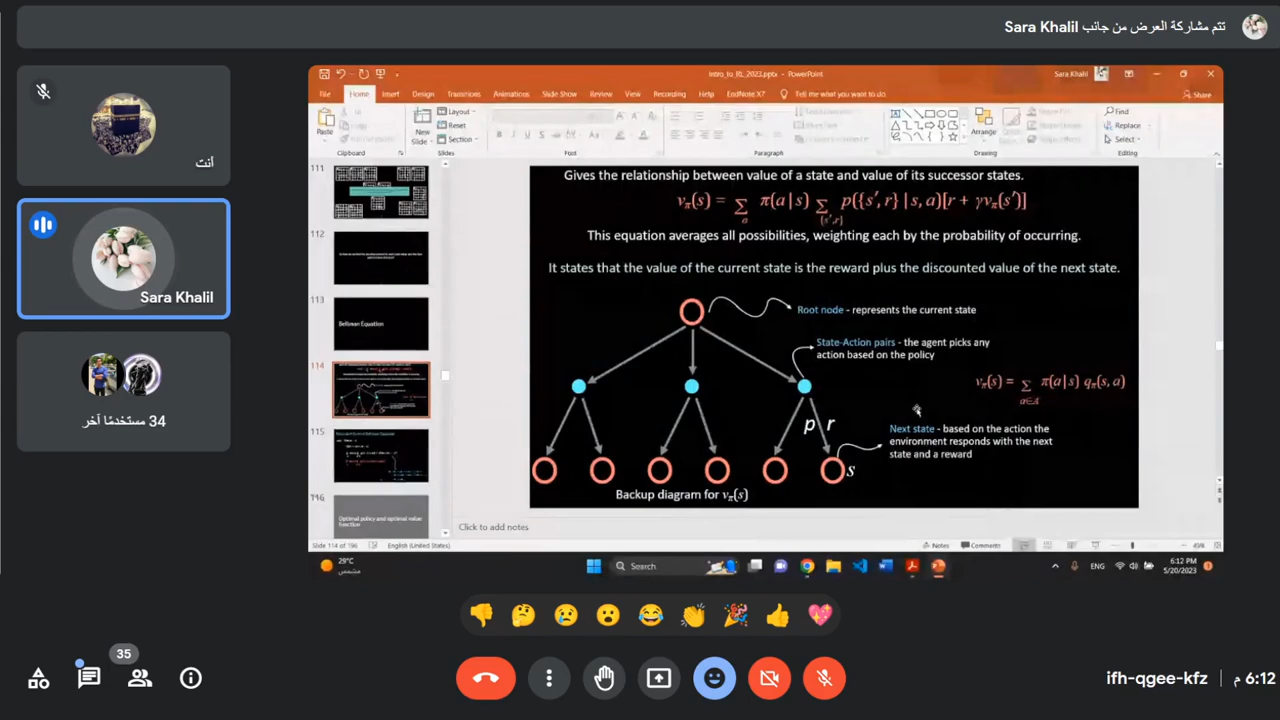 تتم مشاركة العرض من جانب Sara Khalil
أنت
Sara Khalil
34 مستخدمًا آخر
Intro_to_RL_2023.pptx - PowerPoint
Sara Khalil
File Home Insert Design Transitions Animations Slide Show Review View Recording Help EndNote X7 Tell me what you want to do
Share
Paste
New
Slide
Layout
Reset
Section
Arrange
Find
Replace
Select
Clipboard Slides Font Paragraph Drawing Editing
111
112
113
Bellman Equation
114
115
116
Optimal policy and optimal value
function
Gives the relationship between value of a state and value of its successor states.
vπ(s) = Σa π(a|s) Σ{s′,r} p({s′, r}|s, a)[r + γvπ(s′)]
This equation averages all possibilities, weighting each by the probability of occurring.
It states that the value of the current state is the reward plus the discounted value of the next state.
Root node - represents the current state
State-Action pairs - the agent picks any
action based on the policy
vπ(s) = Σa∈A π(a|s) qπ(s, a)
p r
Next state - based on the action the
environment responds with the next
state and a reward
s
Backup diagram for vπ(s)
Click to add notes
Slide 114 of 196 English (United States)
Notes Comments 49%
29°C
مشمس
Search
ENG
6:12 PM
5/20/2023
35
ifh-qgee-kfz
6:12 م